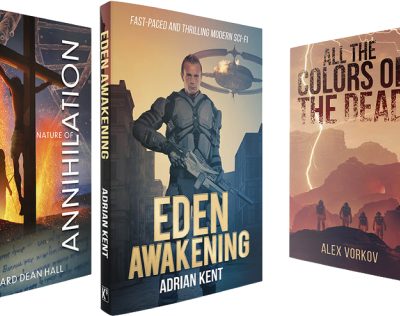 NATURE OF
ANNIHILATION
ARD DEAN HALL
EDEN AWAKENING
ADRIAN KENT
FAST-PACED AND THRILLING MODERN SCI-FI
EDEN
AWAKENING
ADRIAN KENT
ALL THE
COLORS OF
THE DEAD
ALEX VORKOV